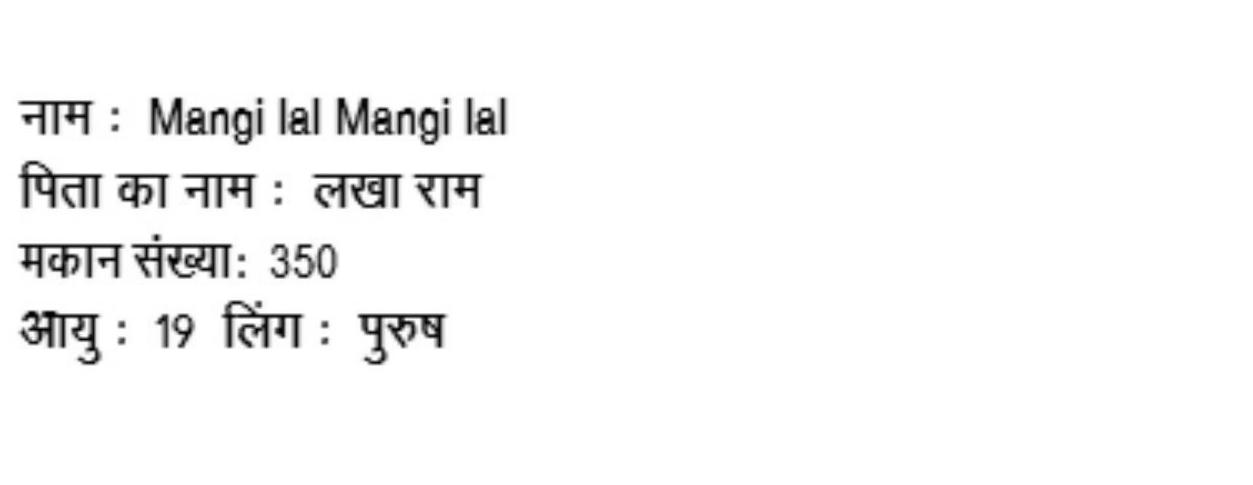 नाम : Mangi lal Mangi lal
पिता का नाम : लखा राम
मकान संख्या: 350
आयु : 19 लिंग : पुरुष